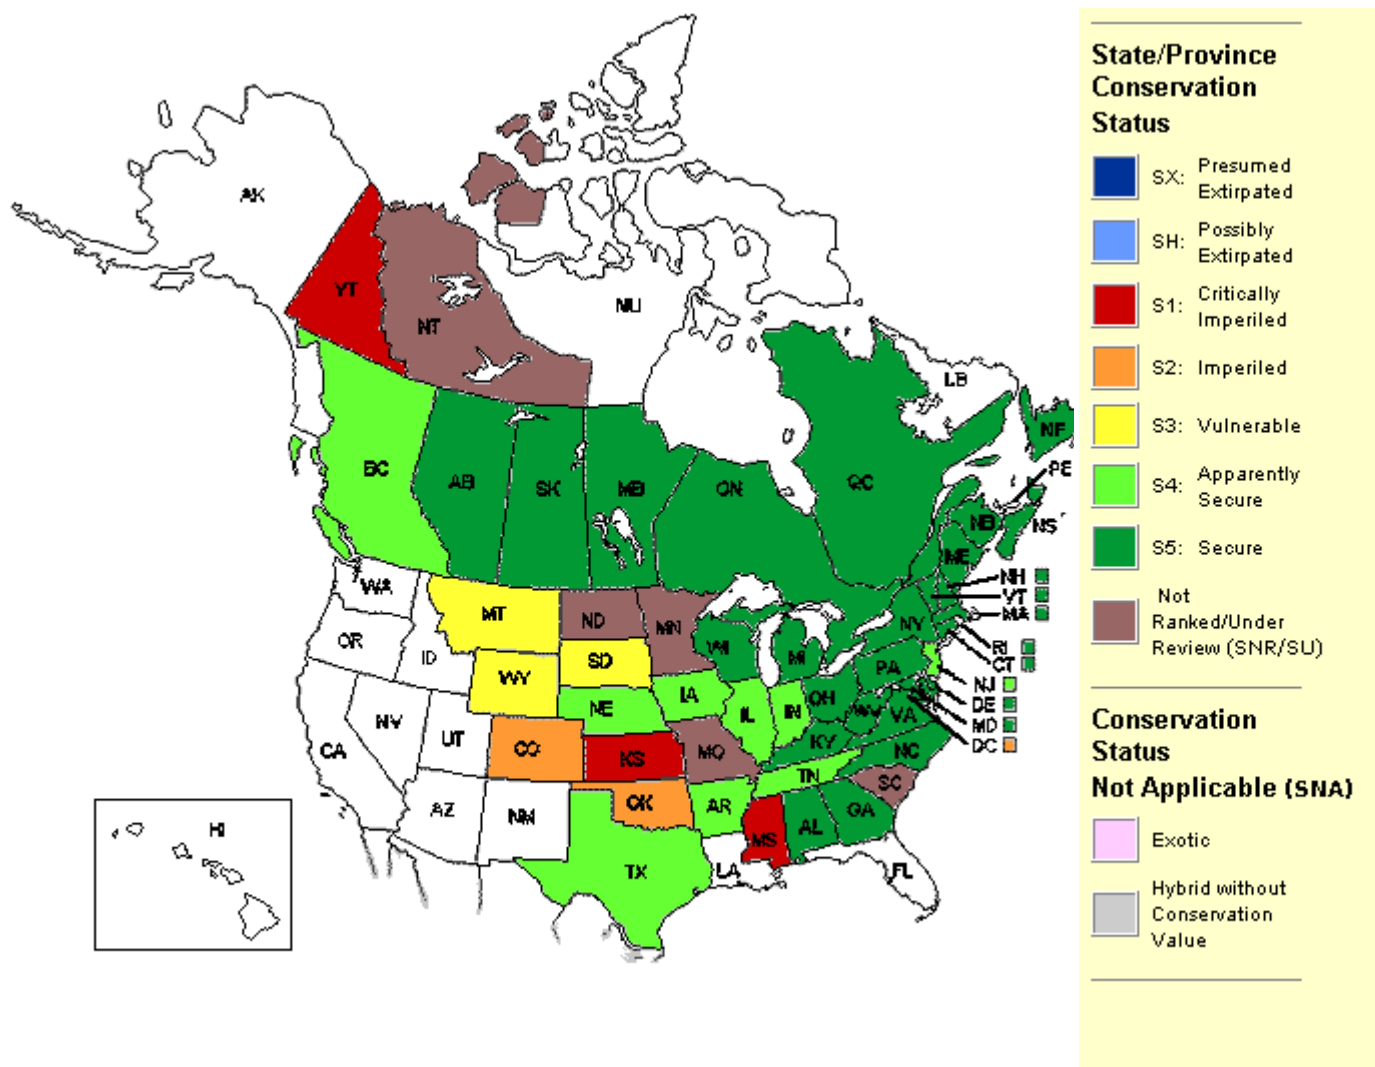 AK
YT
NT
NU
LB
BC
AB
SK
MB
ON
QC
NF
PE
NB
NS
ME
WA
MT
ND
MN
NH
VT
MA
OR
ID
WY
SD
WI
MI
NY
RI
CT
PA
NJ
IA
NE
IL
IN
OH
WV
VA
DE
MD
DC
CA
NV
UT
CO
KS
MO
KY
NC
TN
SC
AZ
NM
OK
AR
MS
AL
GA
TX
LA
FL
HI
State/Province
Conservation
Status
SX: Presumed
Extirpated
SH: Possibly
Extirpated
S1: Critically
Imperiled
S2: Imperiled
S3: Vulnerable
S4: Apparently
Secure
S5: Secure
Not
Ranked/Under
Review (SNR/SU)
Conservation
Status
Not Applicable (SNA)
Exotic
Hybrid without
Conservation
Value